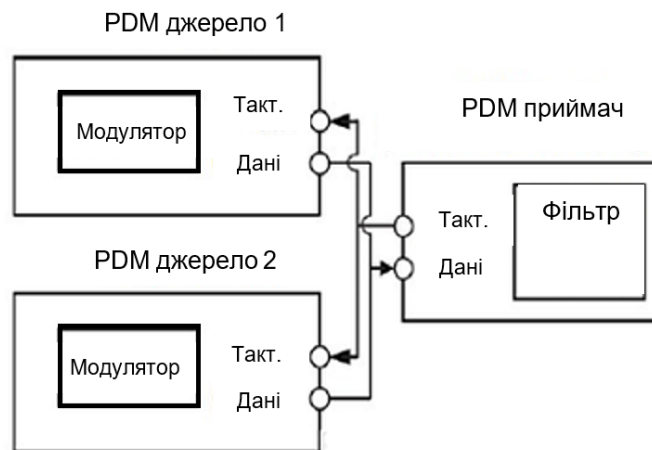 PDM джерело 1
Модулятор
Такт.
Дані
PDM приймач
Такт.
Дані
Фільтр
PDM джерело 2
Модулятор
Такт.
Дані